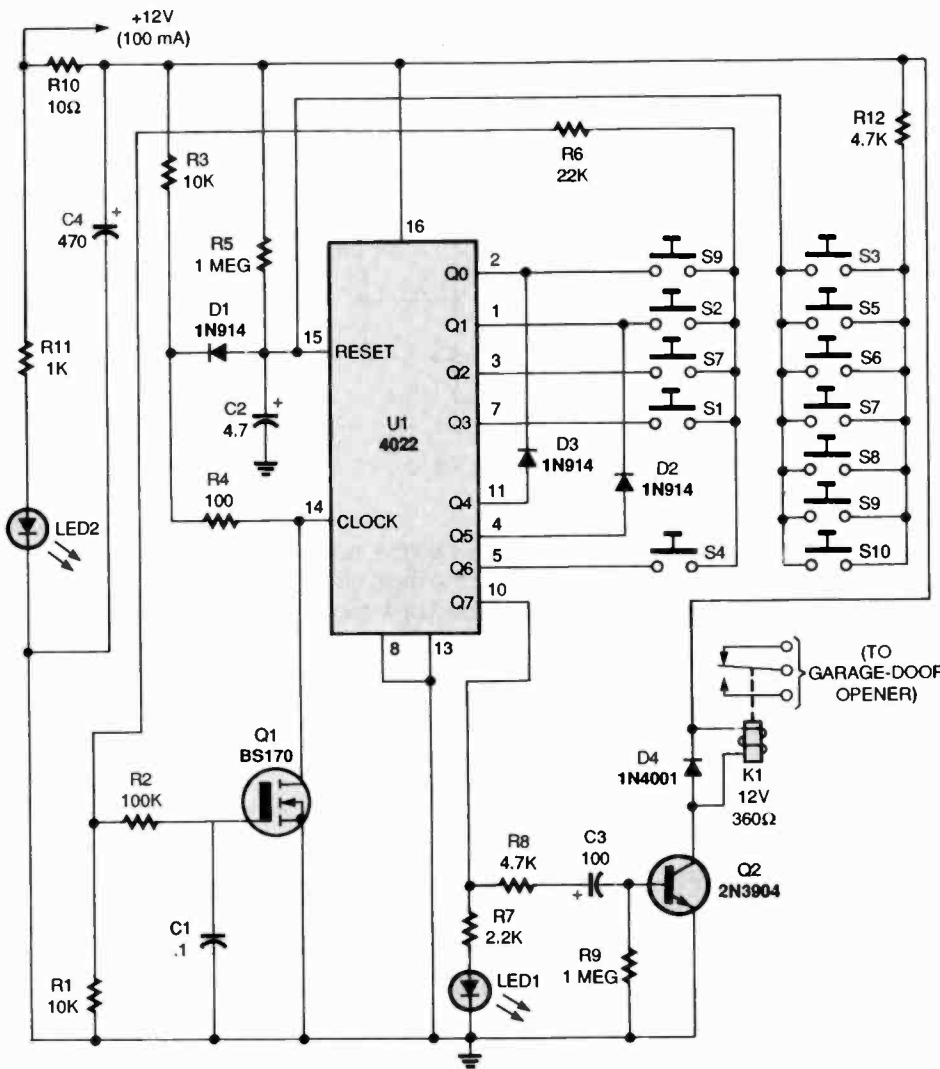 +12V
(100 mA)
R10
10Ω
R12
4.7K
R6
22K
R3
10K
C4
+
470
16
R5
1 MEG
Q0
2
S9
S3
D1
1N914
Q1
1
S2
S5
R11
1K
15
RESET
Q2
3
S7
S6
C2
+
4.7
U1
4022
Q3
7
S1
S7
D3
1N914
D2
1N914
S8
R4
100
Q4
11
S9
LED2
14
CLOCK
Q5
4
Q6
5
S4
S10
Q7
10
8
13
(TO
GARAGE-DOOR
OPENER)
Q1
BS170
D4
1N4001
K1
12V
360Ω
R2
100K
R8
4.7K
C3
100
+
Q2
2N3904
C1
.1
R7
2.2K
R9
1 MEG
R1
10K
LED1